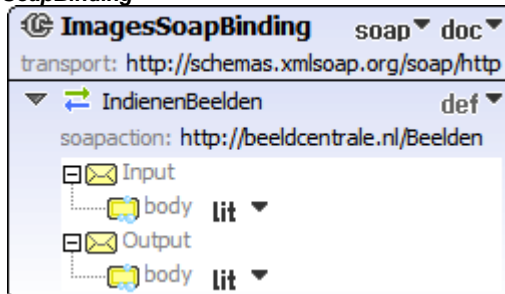 SoapBinding
ImagesSoapBinding soap doc
transport: http://schemas.xmlsoap.org/soap/http
IndienenBeelden def
soapaction: http://beeldcentrale.nl/Beelden
Input
body lit
Output
body lit